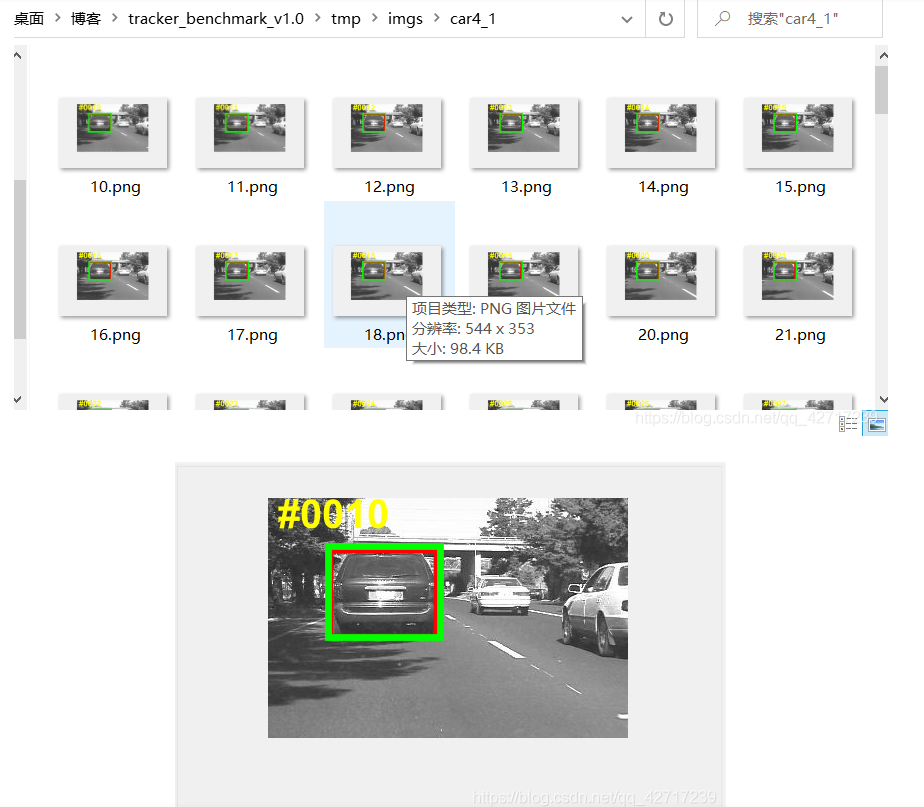 桌面 > 博客 > tracker_benchmark_v1.0 > tmp > imgs > car4_1
搜索"car4_1"
10.png 11.png 12.png 13.png 14.png 15.png
16.png 17.png 18.pn 20.png 21.png
项目类型: PNG 图片文件
分辨率: 544 x 353
大小: 98.4 KB
https://blog.csdn.net/qq_42717239
#0010
https://blog.csdn.net/qq_42717239